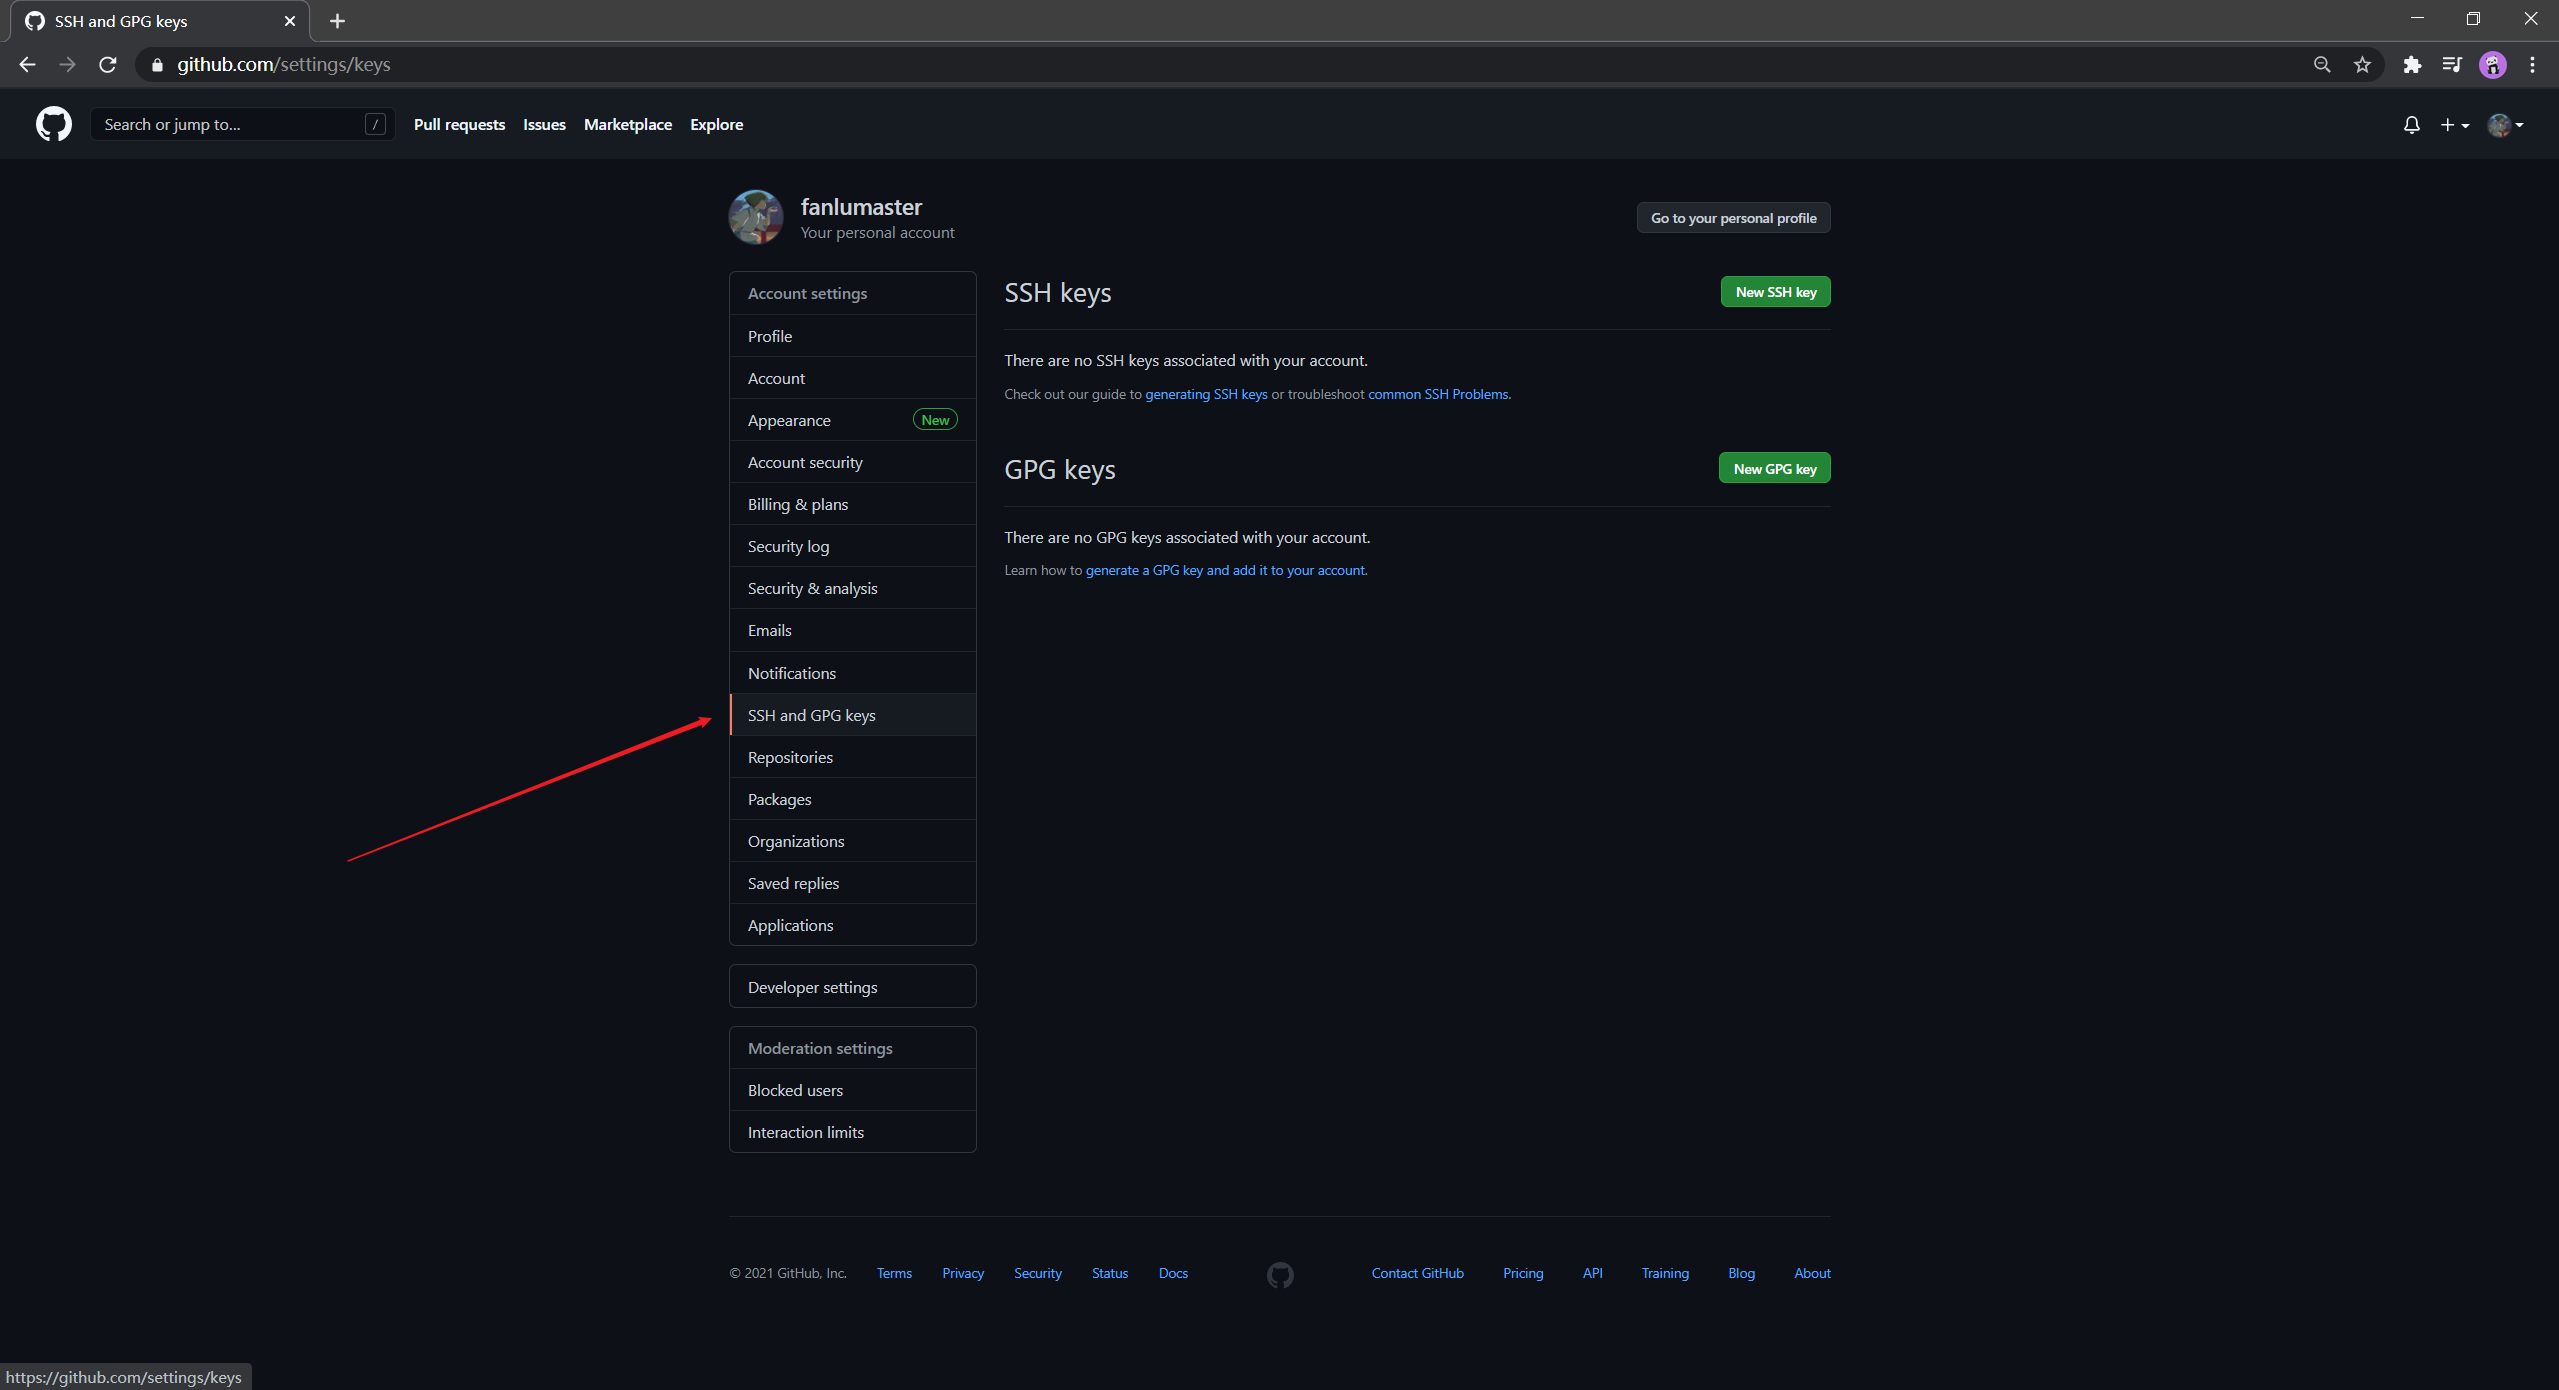 SSH and GPG keys
github.com/settings/keys
Search or jump to... /
Pull requests Issues Marketplace Explore
fanlumaster
Your personal account
Go to your personal profile
Account settings
Profile
Account
Appearance New
Account security
Billing & plans
Security log
Security & analysis
Emails
Notifications
SSH and GPG keys
Repositories
Packages
Organizations
Saved replies
Applications
Developer settings
Moderation settings
Blocked users
Interaction limits
SSH keys
New SSH key
There are no SSH keys associated with your account.
Check out our guide to generating SSH keys or troubleshoot common SSH Problems.
GPG keys
New GPG key
There are no GPG keys associated with your account.
Learn how to generate a GPG key and add it to your account.
© 2021 GitHub, Inc. Terms Privacy Security Status Docs Contact GitHub Pricing API Training Blog About
https://github.com/settings/keys